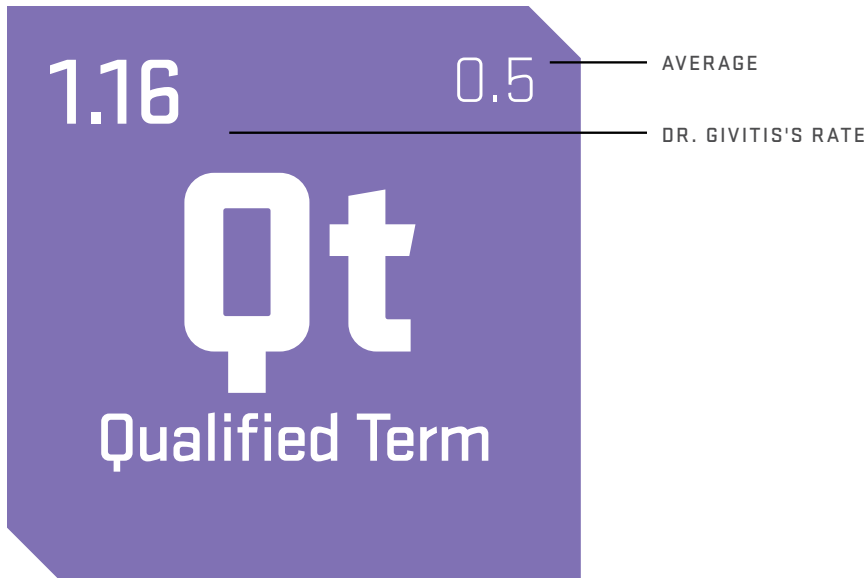 1.16
0.5
AVERAGE
DR. GIVITIS'S RATE
Qt
Qualified Term